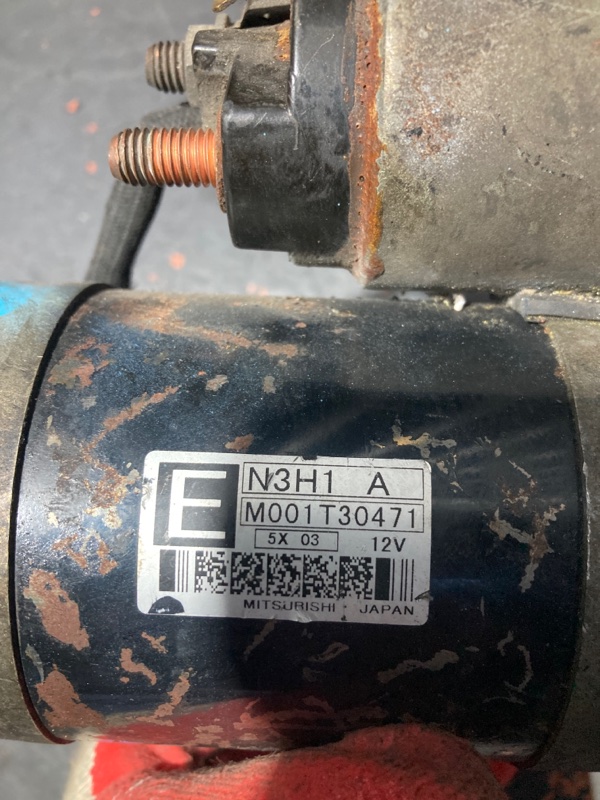 E
N3H1 A
M001T30471
5X 03 12V
MITSUBISHI JAPAN